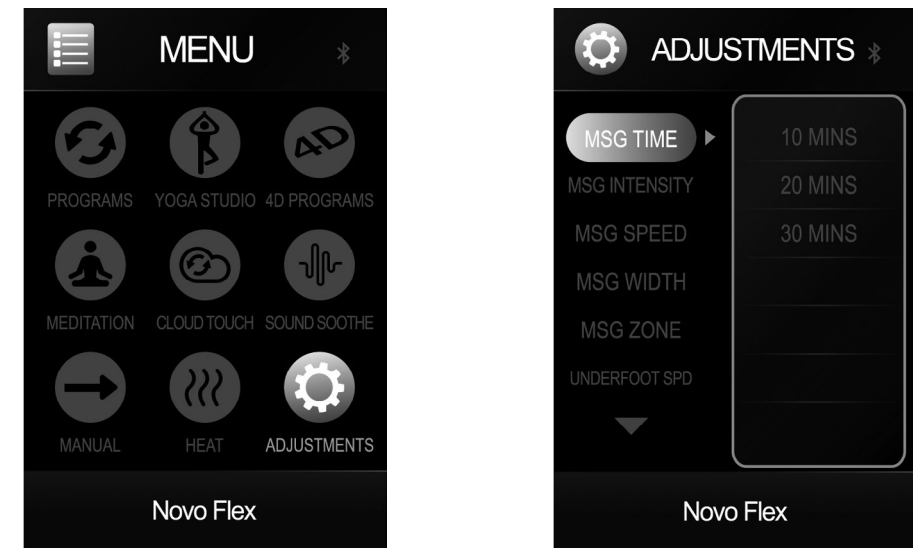 MENU
PROGRAMS YOGA STUDIO 4D PROGRAMS
4D
MEDITATION CLOUD TOUCH SOUND SOOTHE
MANUAL HEAT ADJUSTMENTS
Novo Flex
ADJUSTMENTS
MSG TIME
MSG INTENSITY
MSG SPEED
MSG WIDTH
MSG ZONE
UNDERFOOT SPD
10 MINS
20 MINS
30 MINS
Novo Flex